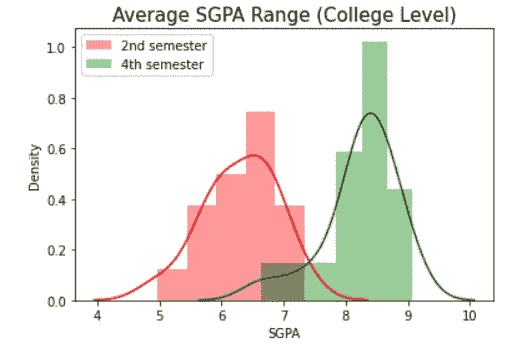 Average SGPA Range (College Level)
2nd semester
4th semester
1.0
0.8
0.6
0.4
0.2
0.0
Density
4 5 6 7 8 9 10
SGPA